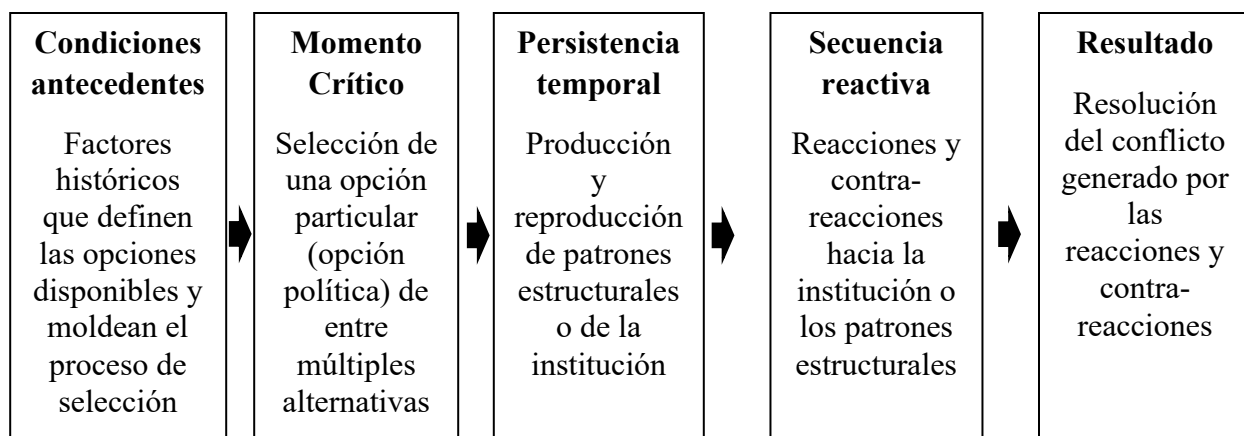 Condiciones
antecedentes
Factores
históricos
que definen
las opciones
disponibles y
moldean el
proceso de
selección
Momento
Crítico
Selección de
una opción
particular
(opción
política) de
entre
múltiples
alternativas
Persistencia
temporal
Producción
y
reproducción
de patrones
estructurales
o de la
institución
Secuencia
reactiva
Reacciones y
contra-
reacciones
hacia la
institución o
los patrones
estructurales
Resultado
Resolución
del conflicto
generado por
las
reacciones y
contra-
reacciones